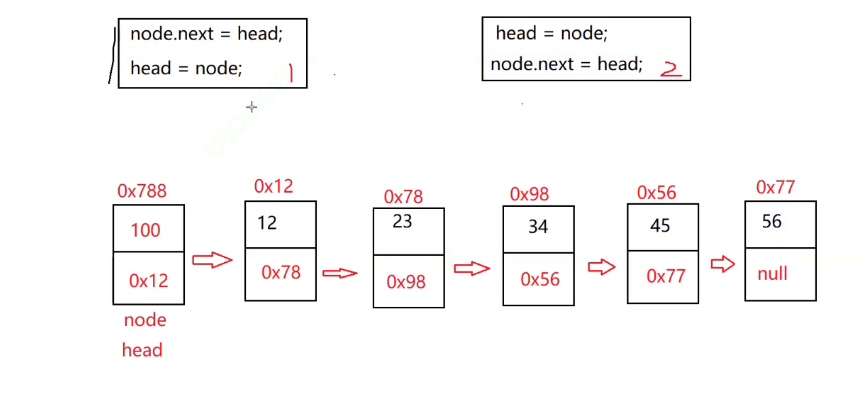 node.next = head;
head = node; 1
head = node;
node.next = head; 2
0x788 0x12 0x78 0x98 0x56 0x77
100 12 23 34 45 56
0x12 0x78 0x98 0x56 0x77 null
node
head